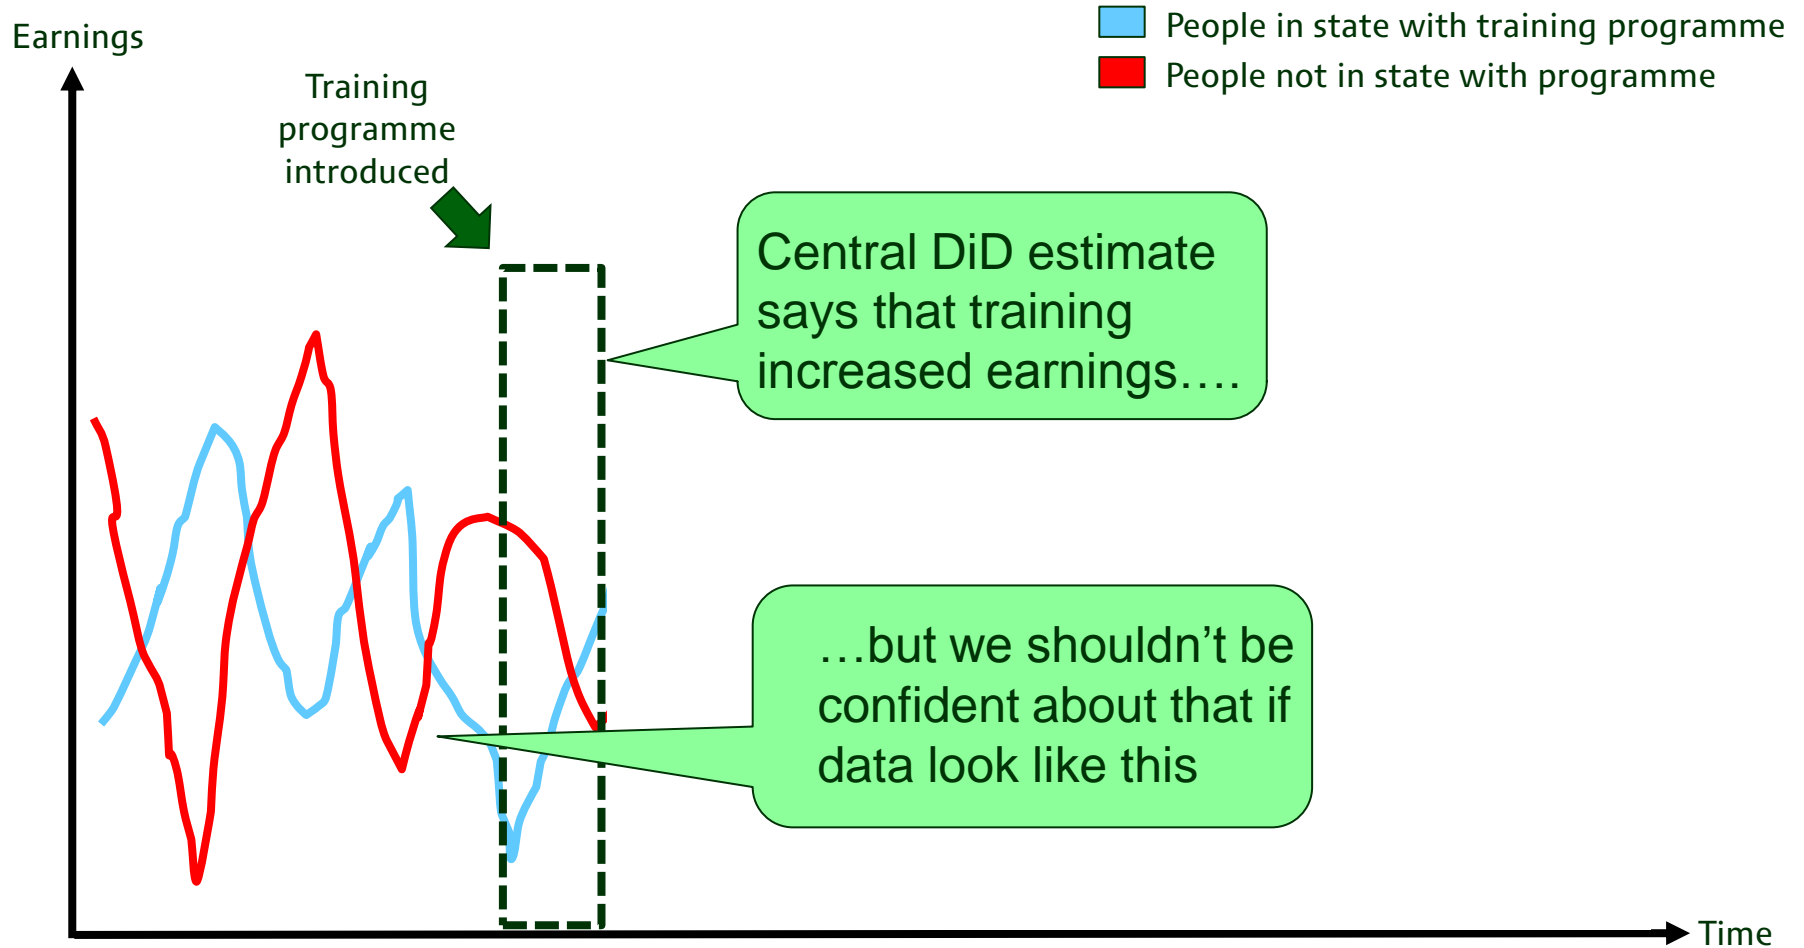 People in state with training programme
Earnings
People not in state with programme
Training
programme
introduced
Central DiD estimate
says that training
increased earnings....
...but we shouldn’t be
confident about that if
data look like this
Time